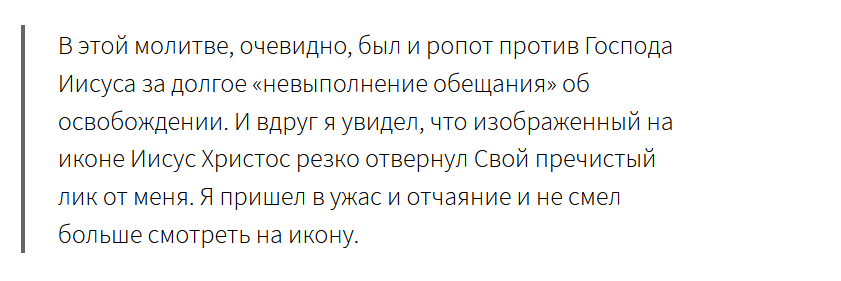 В этой молитве, очевидно, был и ропот против Господа
Иисуса за долгое «невыполнение обещания» об
освобождении. И вдруг я увидел, что изображенный на
иконе Иисус Христос резко отвернул Свой пречистый
лик от меня. Я пришел в ужас и отчаяние и не смел
больше смотреть на икону.